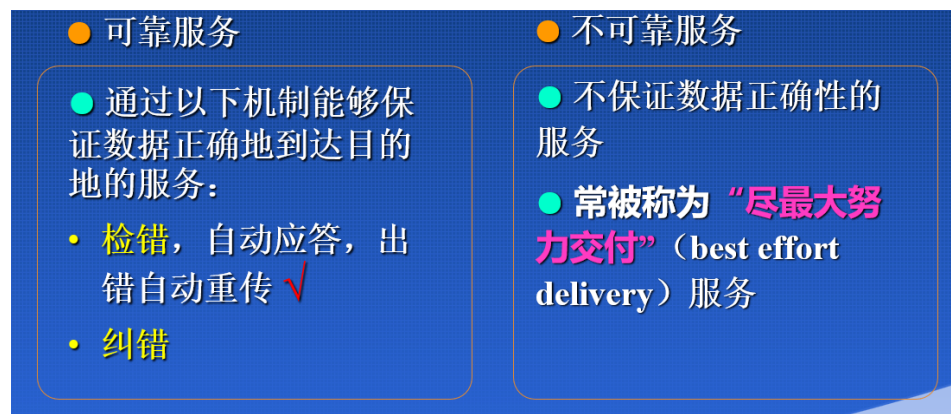 可靠服务
通过以下机制能够保
证数据正确地到达目的
地的服务：
• 检错，自动应答，出
错自动重传 √
• 纠错
不可靠服务
不保证数据正确性的
服务
常被称为“尽最大努
力交付”（best effort
delivery）服务